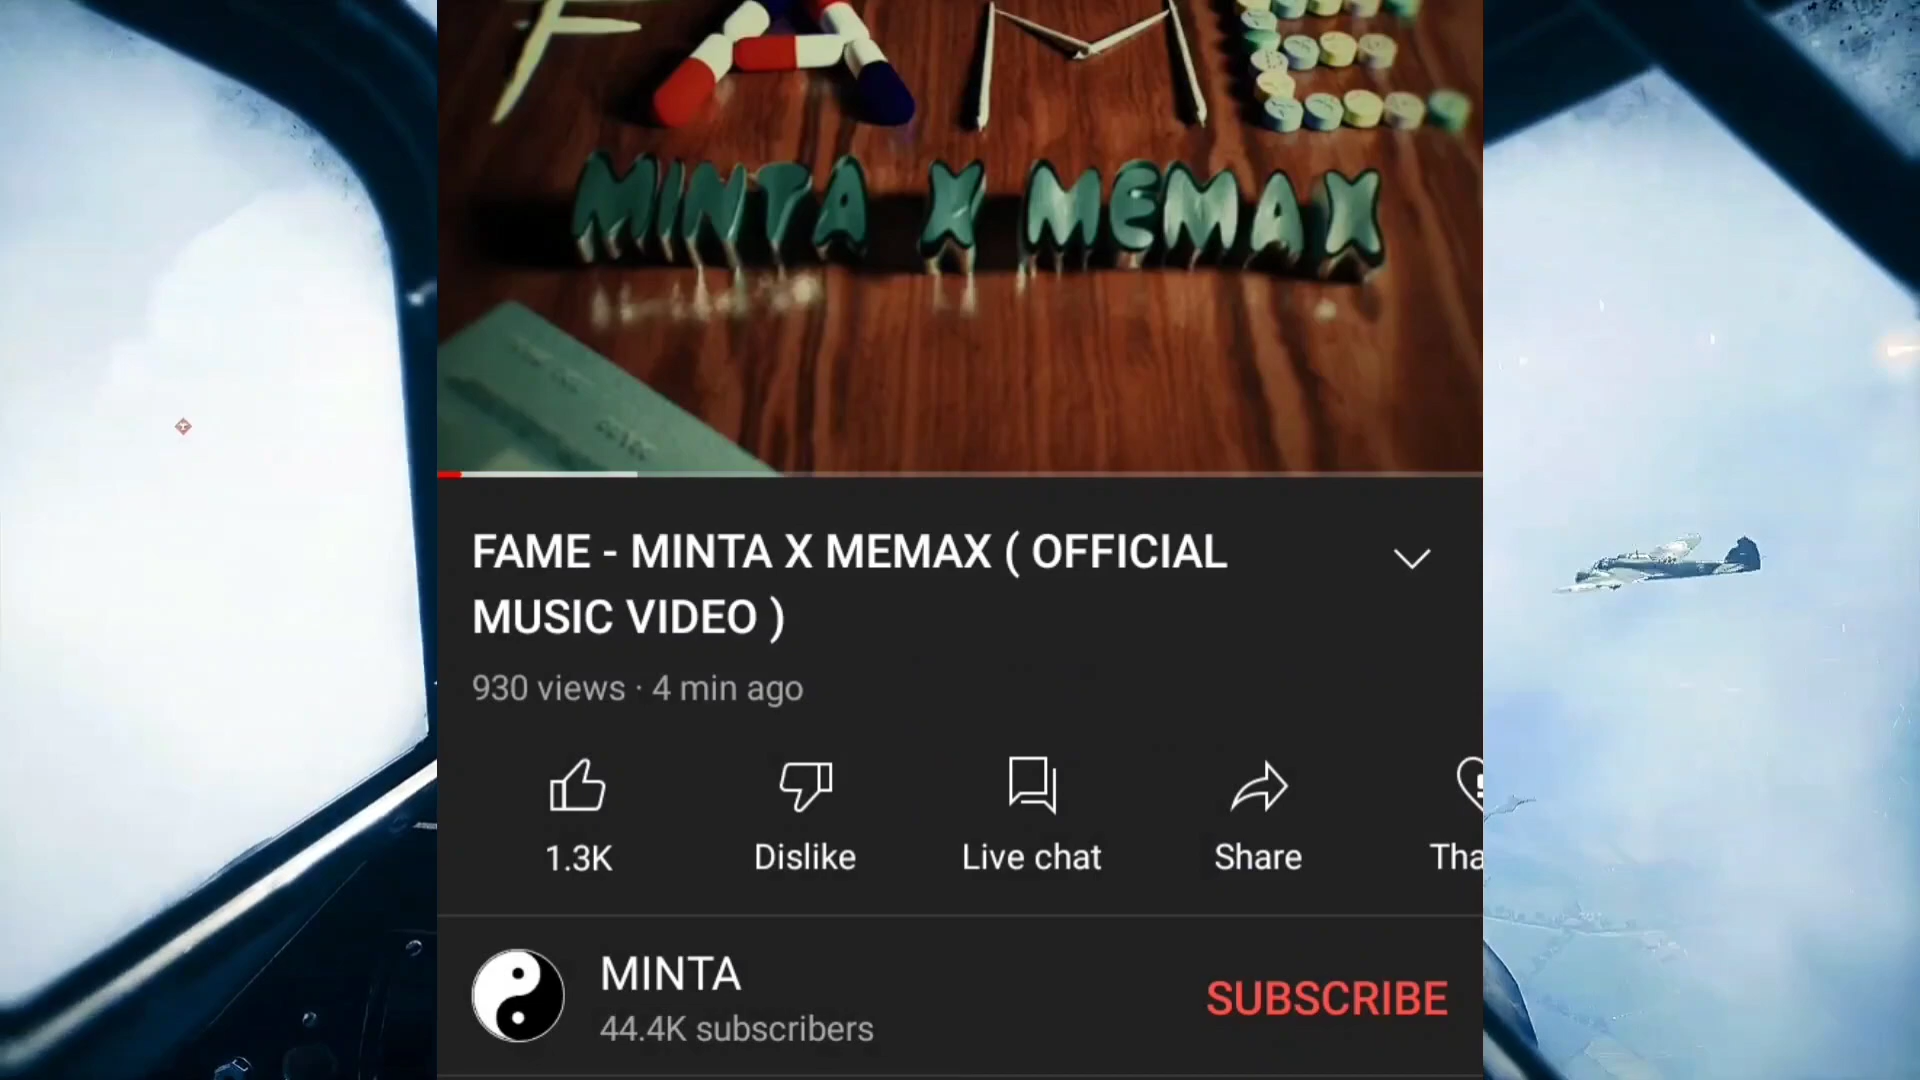 FAME
MINTA X MEMAX
FAME - MINTA X MEMAX ( OFFICIAL
MUSIC VIDEO )
930 views · 4 min ago
1.3K
Dislike
Live chat
Share
Tha
MINTA
44.4K subscribers
SUBSCRIBE